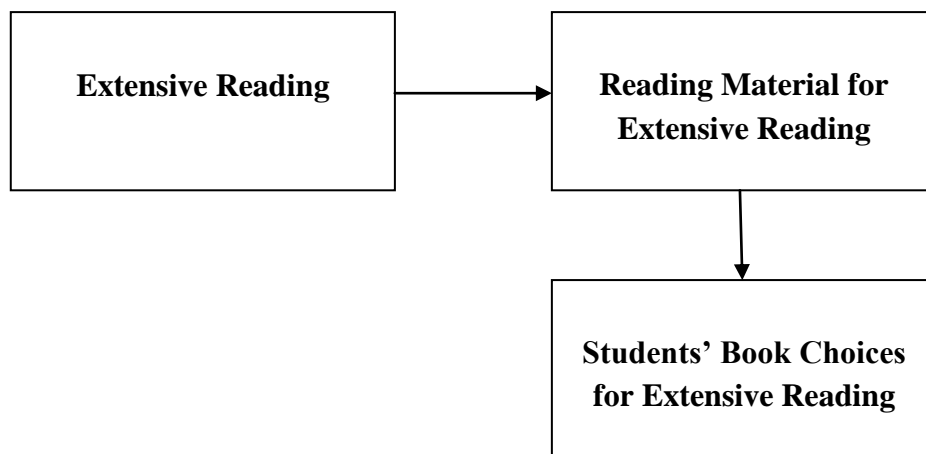 Extensive Reading
Reading Material for
Extensive Reading
Students’ Book Choices
for Extensive Reading